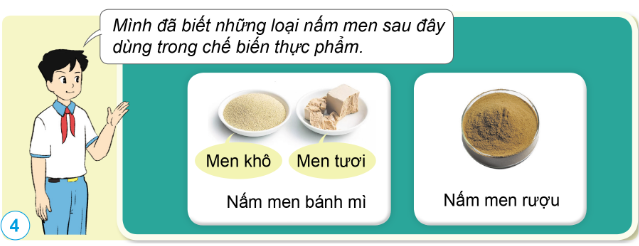 Mình đã biết những loại nấm men sau đây
dùng trong chế biến thực phẩm.
Men khô
Men tươi
Nấm men bánh mì
Nấm men rượu
4